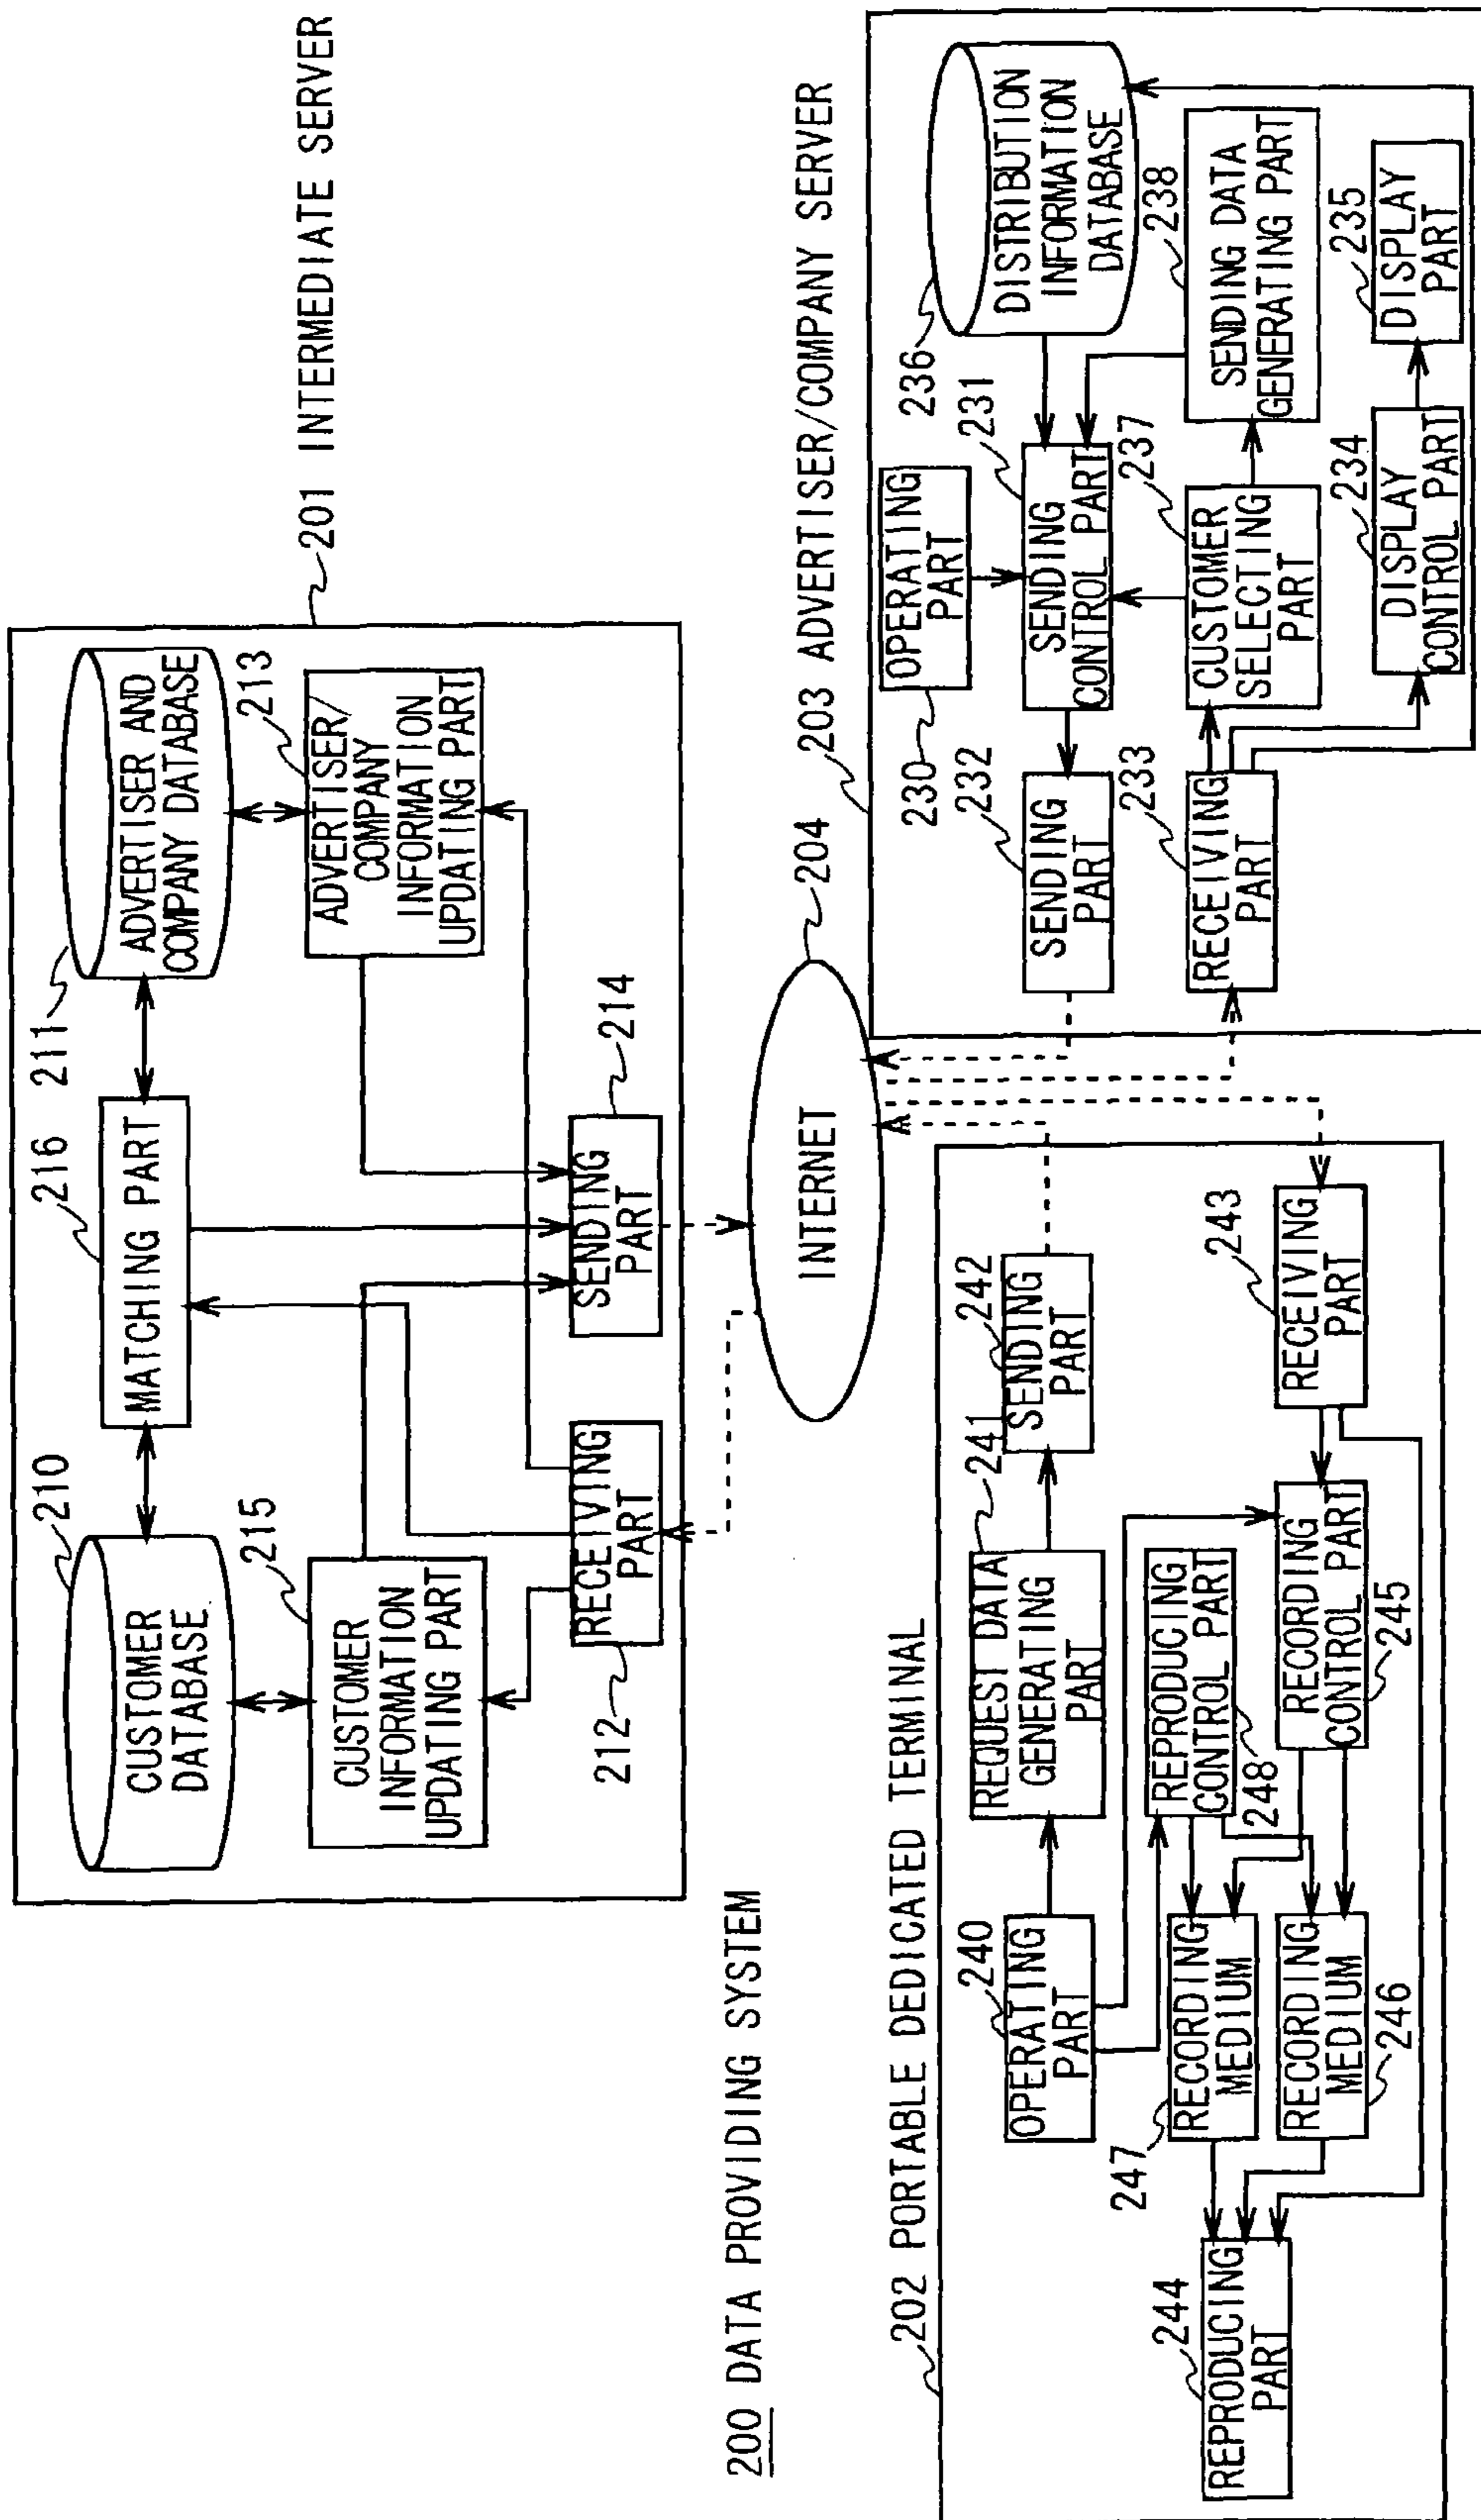 200 DATA PROVIDING SYSTEM
201 INTERMEDIATE SERVER
210
CUSTOMER
DATABASE
216
MATCHING PART
211
ADVERTISER AND
COMPANY DATABASE
215
CUSTOMER
INFORMATION
UPDATING PART
213
ADVERTISER/
COMPANY
INFORMATION
UPDATING PART
212
RECEIVING
PART
214
SENDING
PART
204
INTERNET
202 PORTABLE DEDICATED TERMINAL
240
OPERATING
PART
241
REQUEST DATA
GENERATING
PART
242
SENDING
PART
REPRODUCING
CONTROL PART
248
243
RECEIVING
PART
247
RECORDING
MEDIUM
244
REPRODUCING
PART
RECORDING
MEDIUM
246
RECORDING
CONTROL PART
245
203 ADVERTISER/COMPANY SERVER
230
OPERATING
PART
236
DISTRIBUTION
INFORMATION
DATABASE
232
SENDING
PART
231
SENDING
CONTROL PART
238
SENDING DATA
GENERATING PART
233
RECEIVING
PART
237
CUSTOMER
SELECTING
PART
234
DISPLAY
CONTROL PART
235
DISPLAY
PART